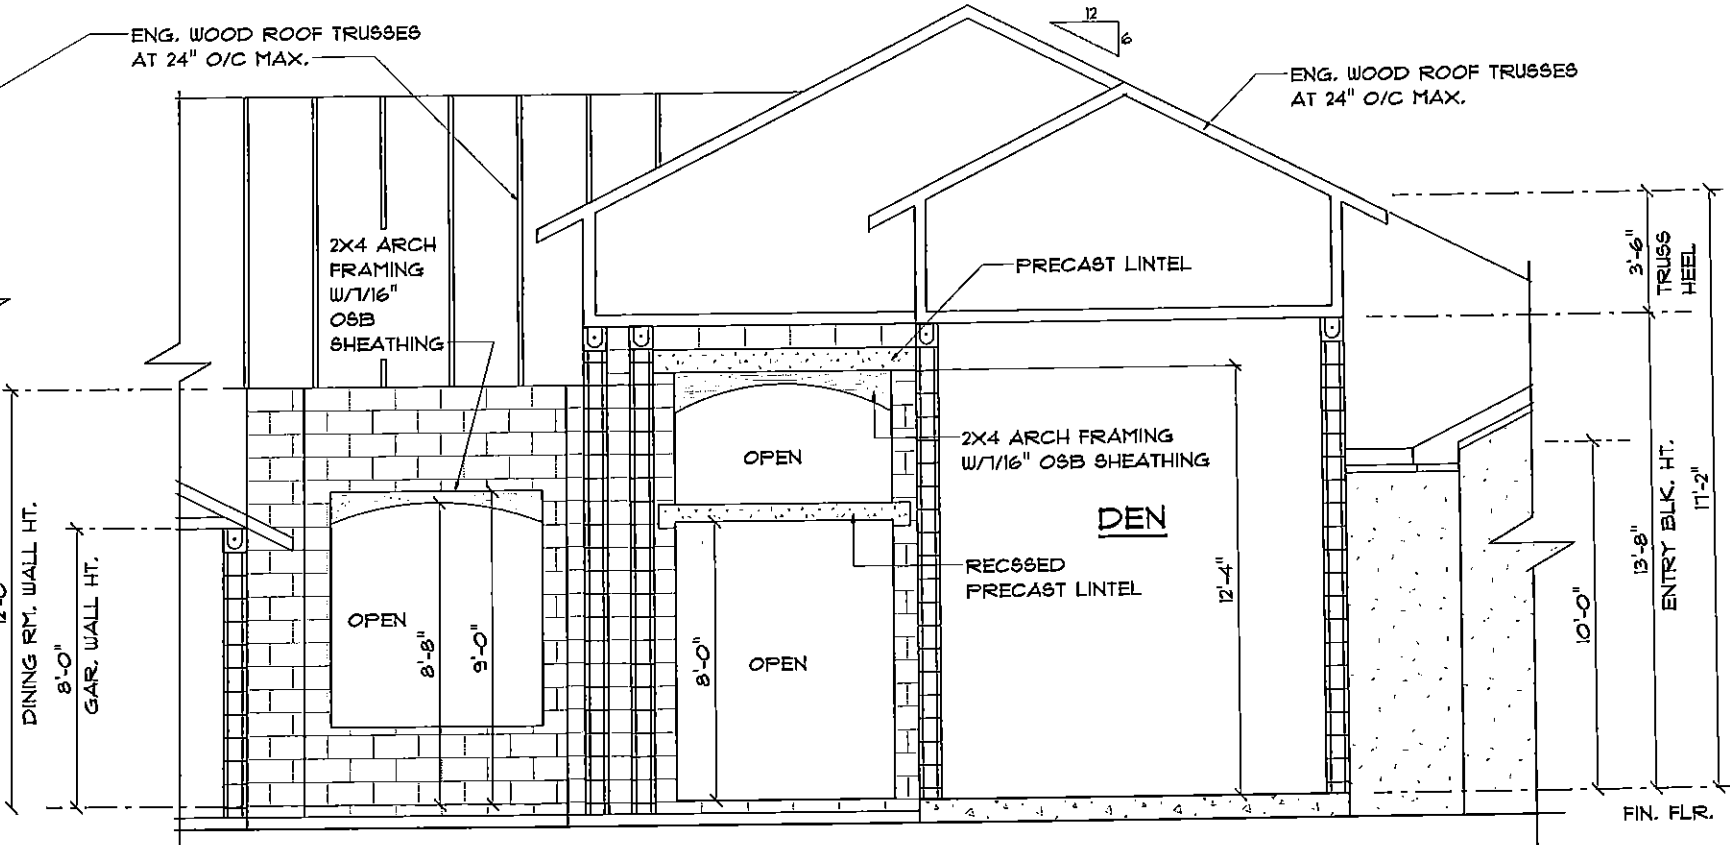 ENG. WOOD ROOF TRUSSES
AT 24" O/C MAX.
12
6
ENG. WOOD ROOF TRUSSES
AT 24" O/C MAX.
2X4 ARCH
FRAMING
W/7/16"
OSB
SHEATHING
PRECAST LINTEL
3'-6"
TRUSS
HEEL
2X4 ARCH FRAMING
W/7/16" OSB SHEATHING
OPEN
DEN
RECSSED
PRECAST LINTEL
12'-4"
OPEN
8'-8"
9'-0"
8'-0"
OPEN
DINING RM. WALL HT.
8'-0"
GAR. WALL HT.
10'-0"
13'-8"
ENTRY BLK. HT.
17'-2"
FIN. FLR.